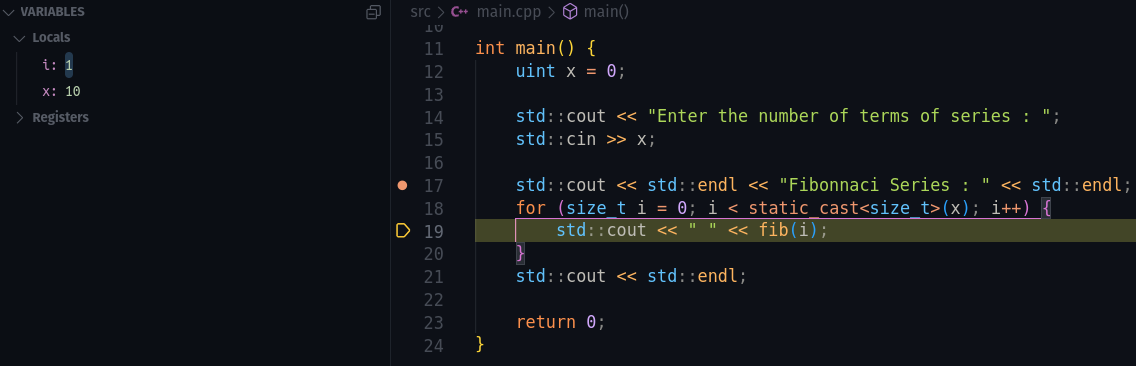 VARIABLES
Locals
i: 1
x: 10
Registers
src > C++ main.cpp > main()
10
11 int main() {
12 uint x = 0;
13
14 std::cout << "Enter the number of terms of series : ";
15 std::cin >> x;
16
17 std::cout << std::endl << "Fibonnaci Series : " << std::endl;
18 for (size_t i = 0; i < static_cast<size_t>(x); i++) {
19 std::cout << " " << fib(i);
20 }
21 std::cout << std::endl;
22
23 return 0;
24 }